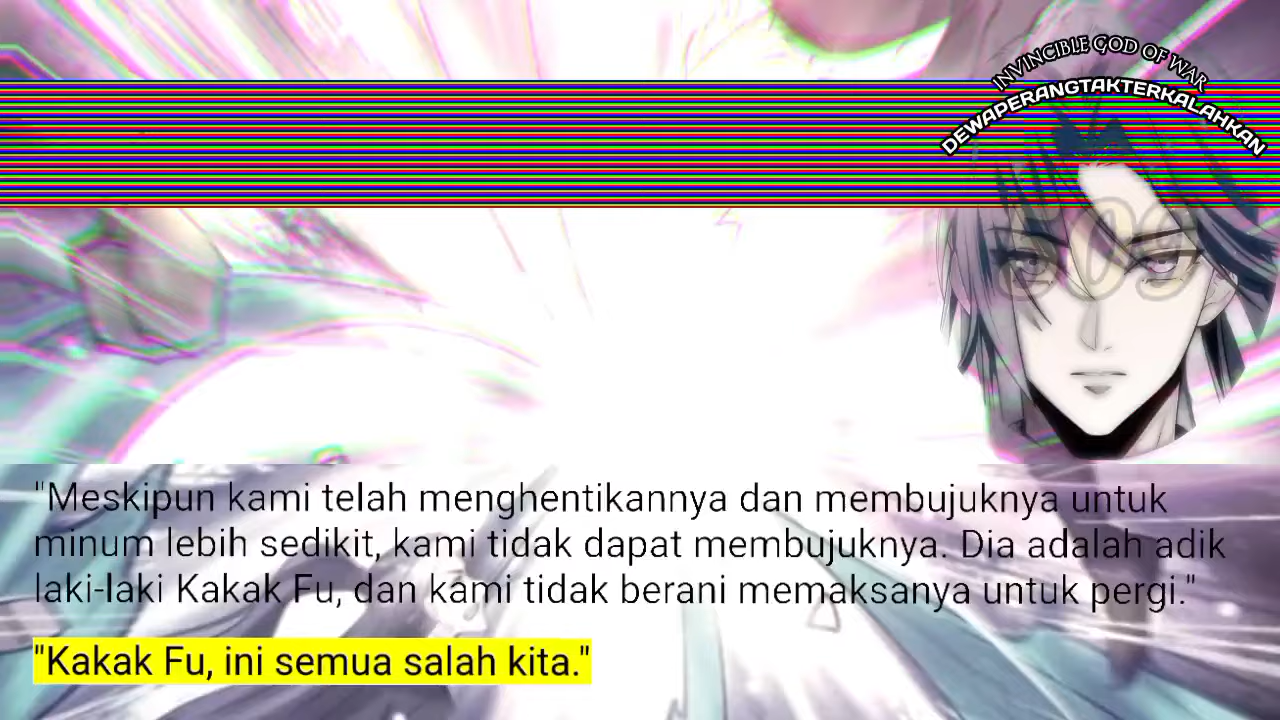 INVINCIBLE GOD OF WAR
DEWAPERANGTAKTERKALAHKAN
"Meskipun kami telah menghentikannya dan membujuknya untuk
minum lebih sedikit, kami tidak dapat membujuknya. Dia adalah adik
laki-laki Kakak Fu, dan kami tidak berani memaksanya untuk pergi."
"Kakak Fu, ini semua salah kita."